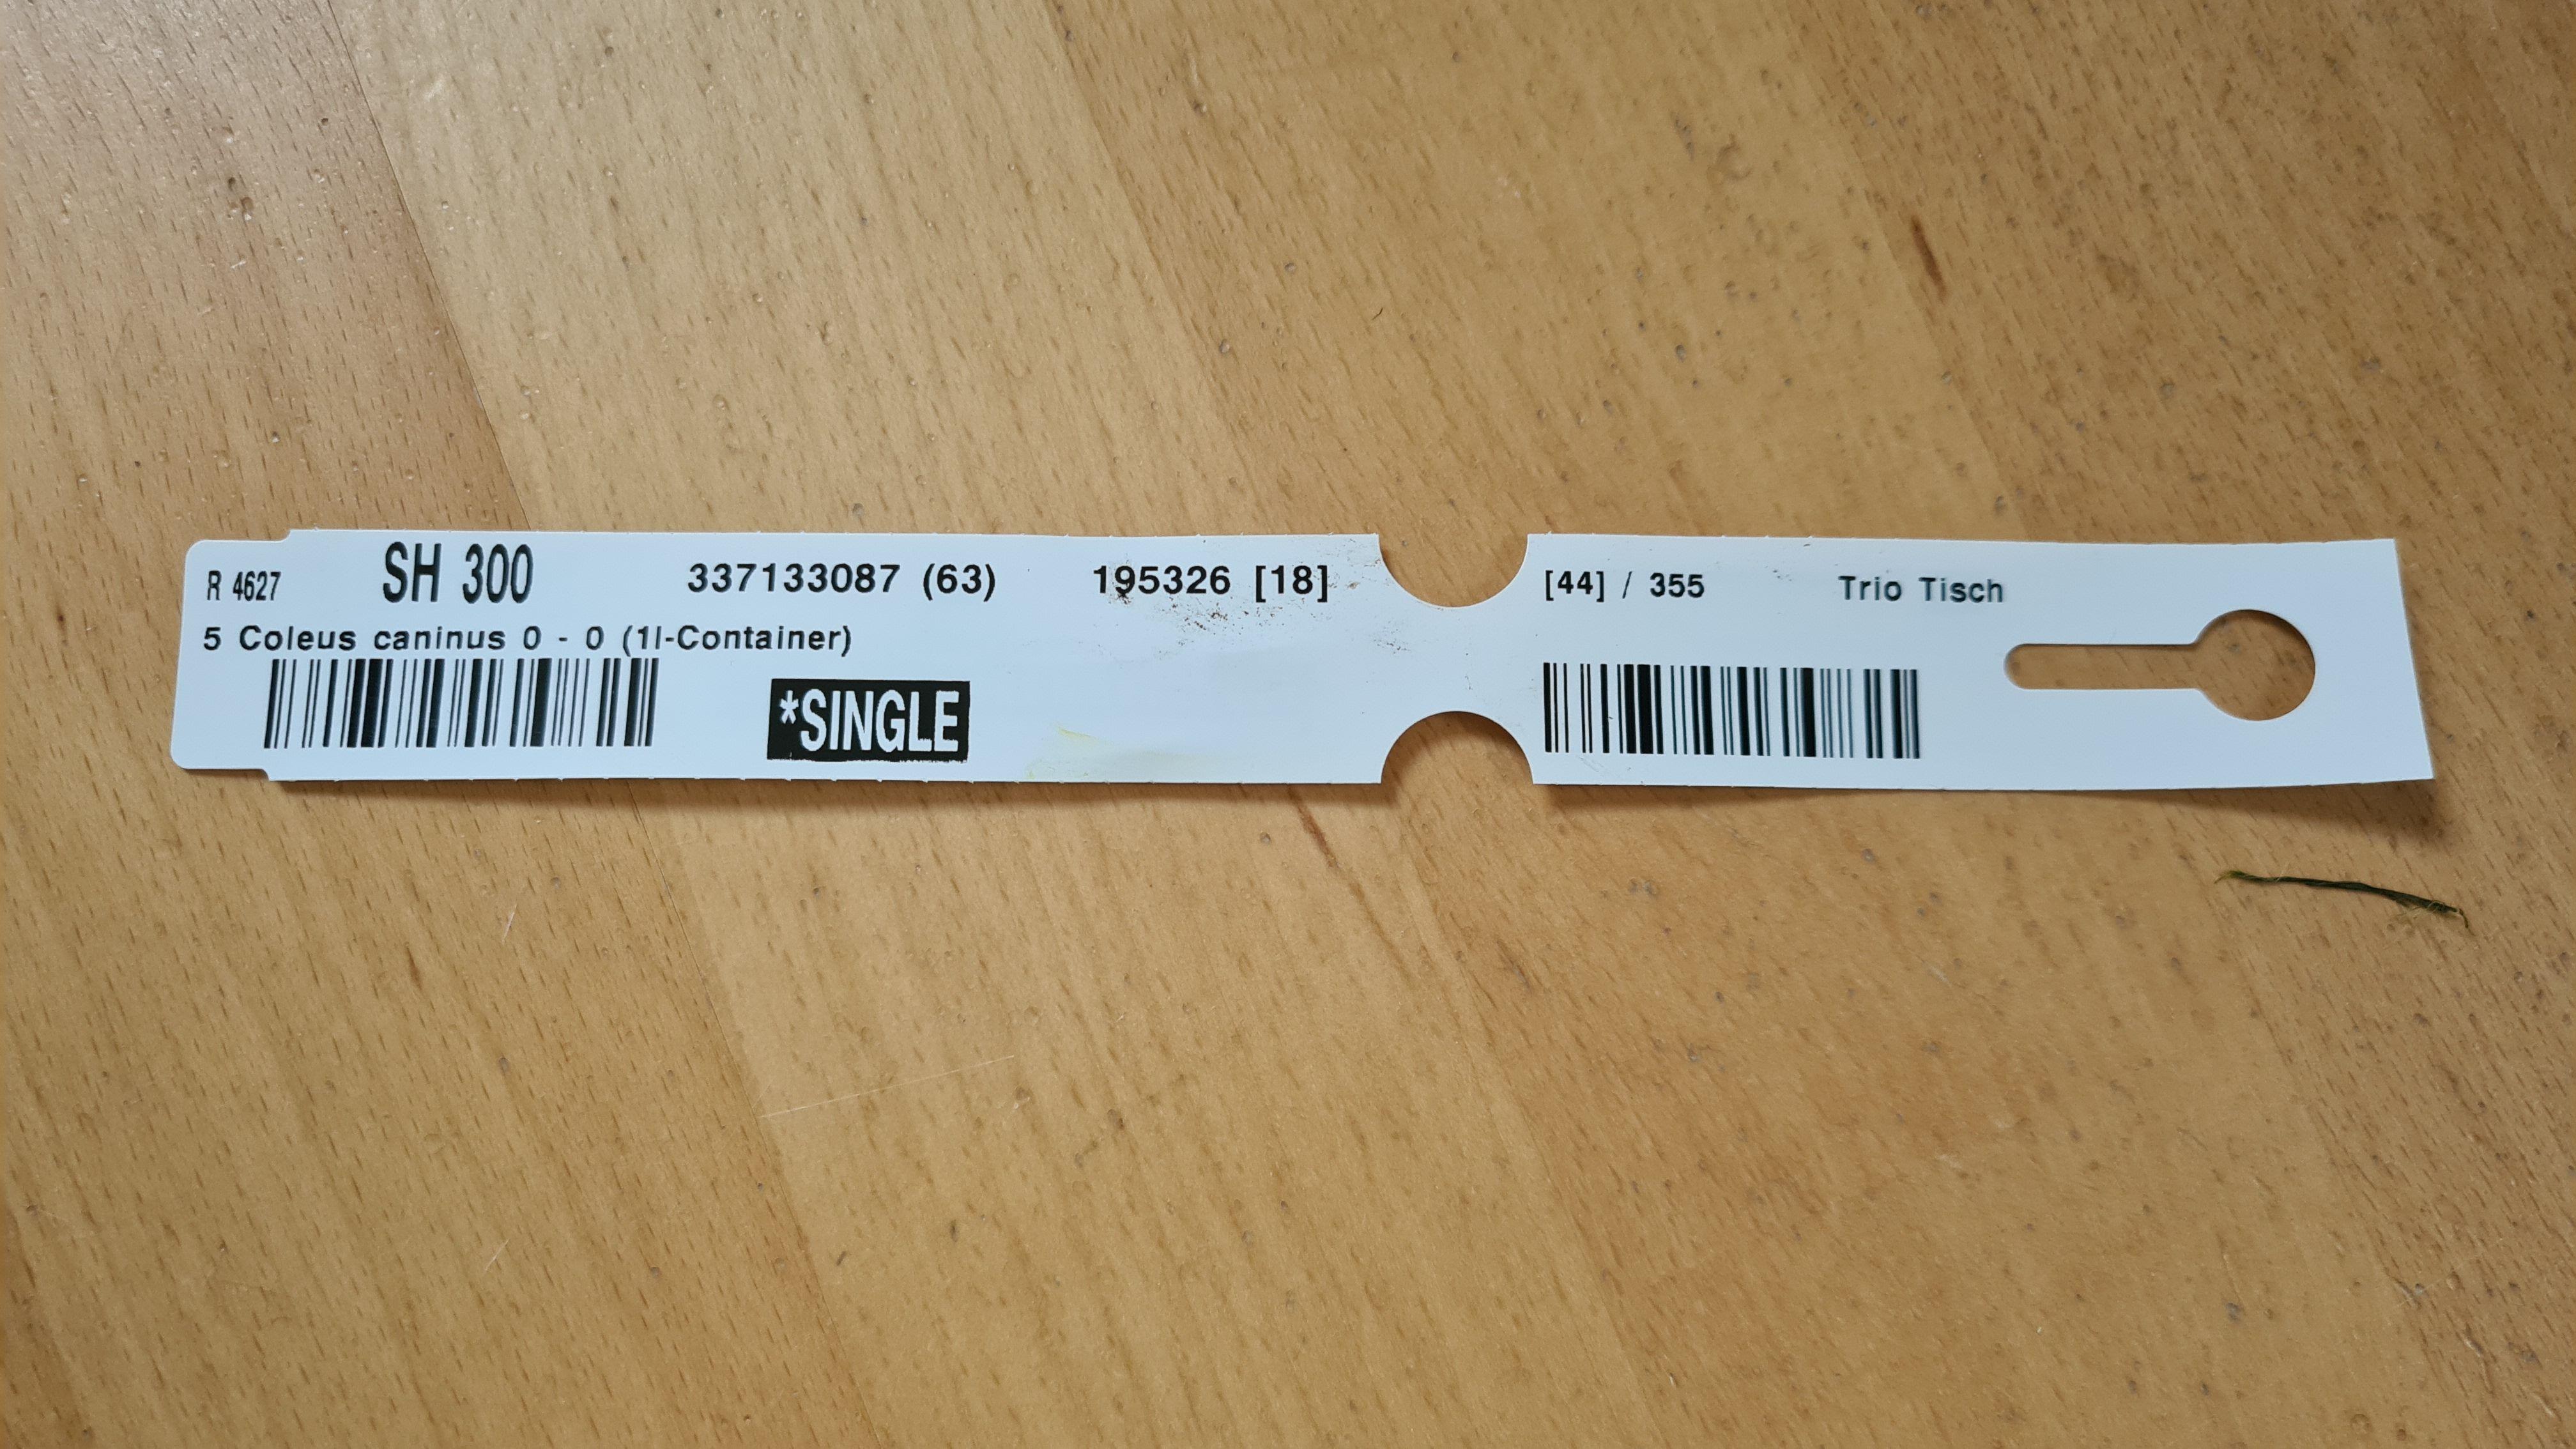 R 4627 SH 300 337133087 (63) 195326 [18] [44] / 355 Trio Tisch
5 Coleus caninus 0 - 0 (1l-Container)
*SINGLE